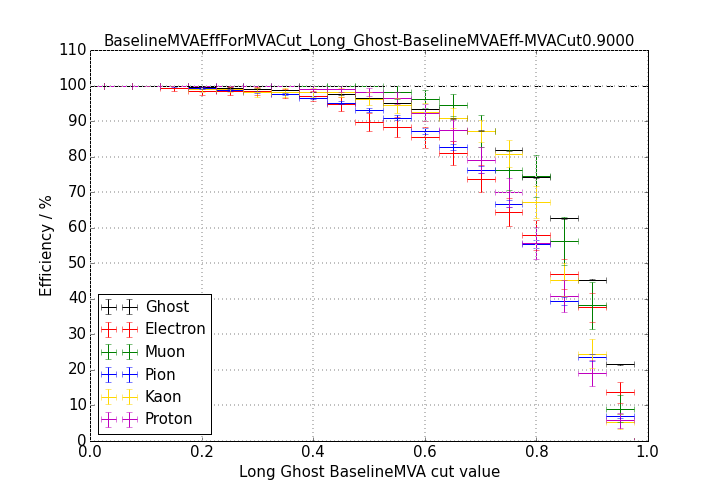 BaselineMVAEffForMVACut_Long_Ghost-BaselineMVAEff-MVACut0.9000
110
100
90
80
70
60
50
40
30
20
10
0
Efficiency / %
Ghost
Electron
Muon
Pion
Kaon
Proton
0.0 0.2 0.4 0.6 0.8 1.0
Long Ghost BaselineMVA cut value